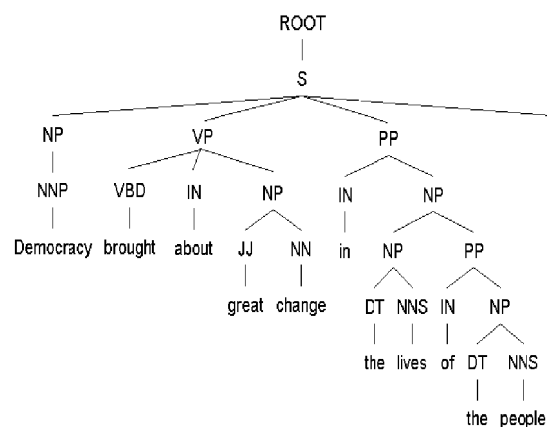 ROOT
S
NP VP PP
NNP VBD IN NP IN NP
Democracy brought about JJ NN in NP PP
great change DT NNS IN NP
the lives of DT NNS
the people